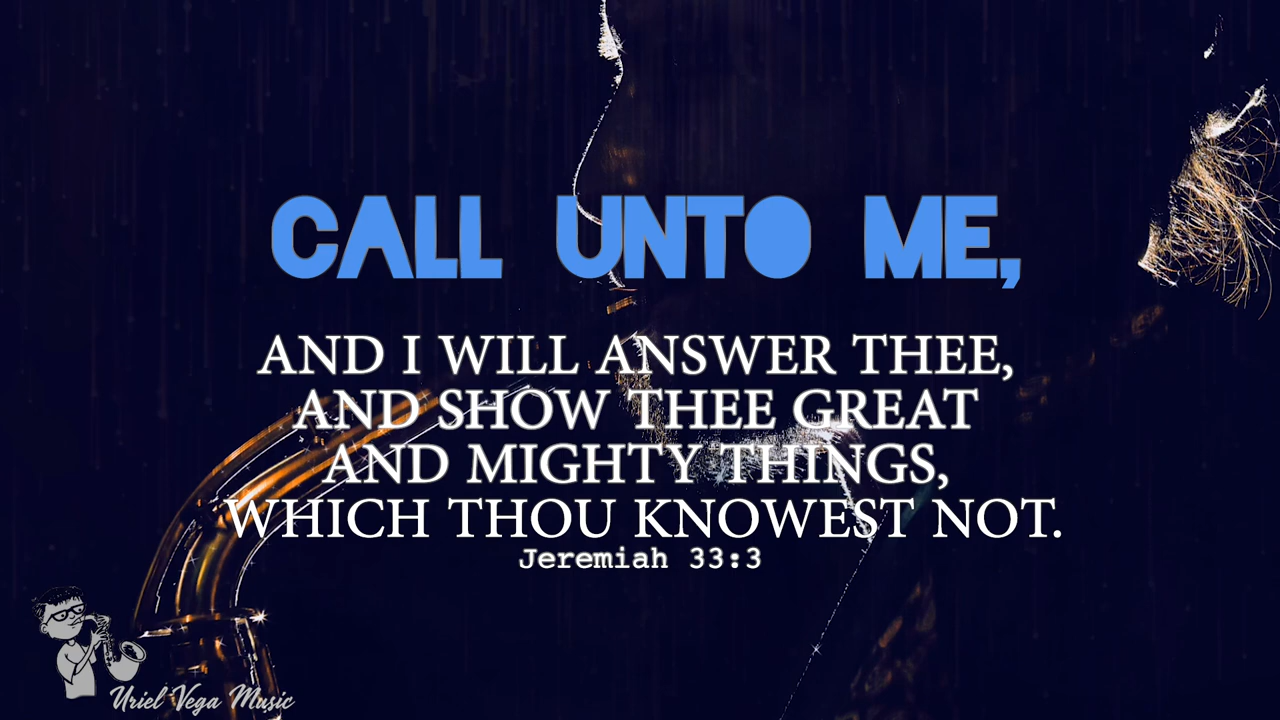 CALL UNTO ME,
AND I WILL ANSWER THEE,
AND SHOW THEE GREAT
AND MIGHTY THINGS,
WHICH THOU KNOWEST NOT.
Jeremiah 33:3
Uriel Vega Music